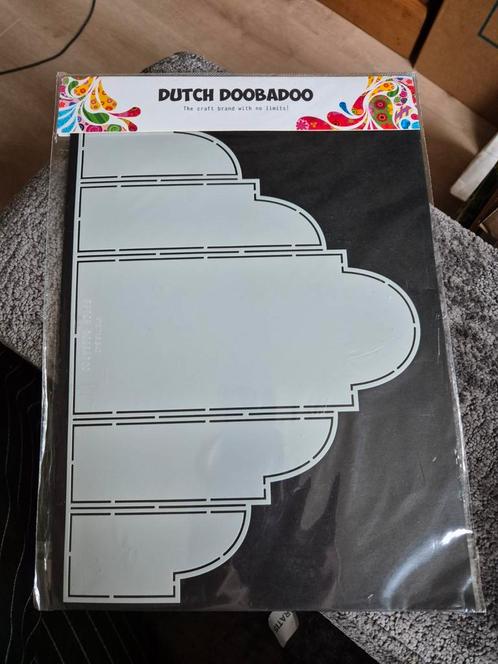 DUTCH DOOBADOO
The craft brand with no limits!